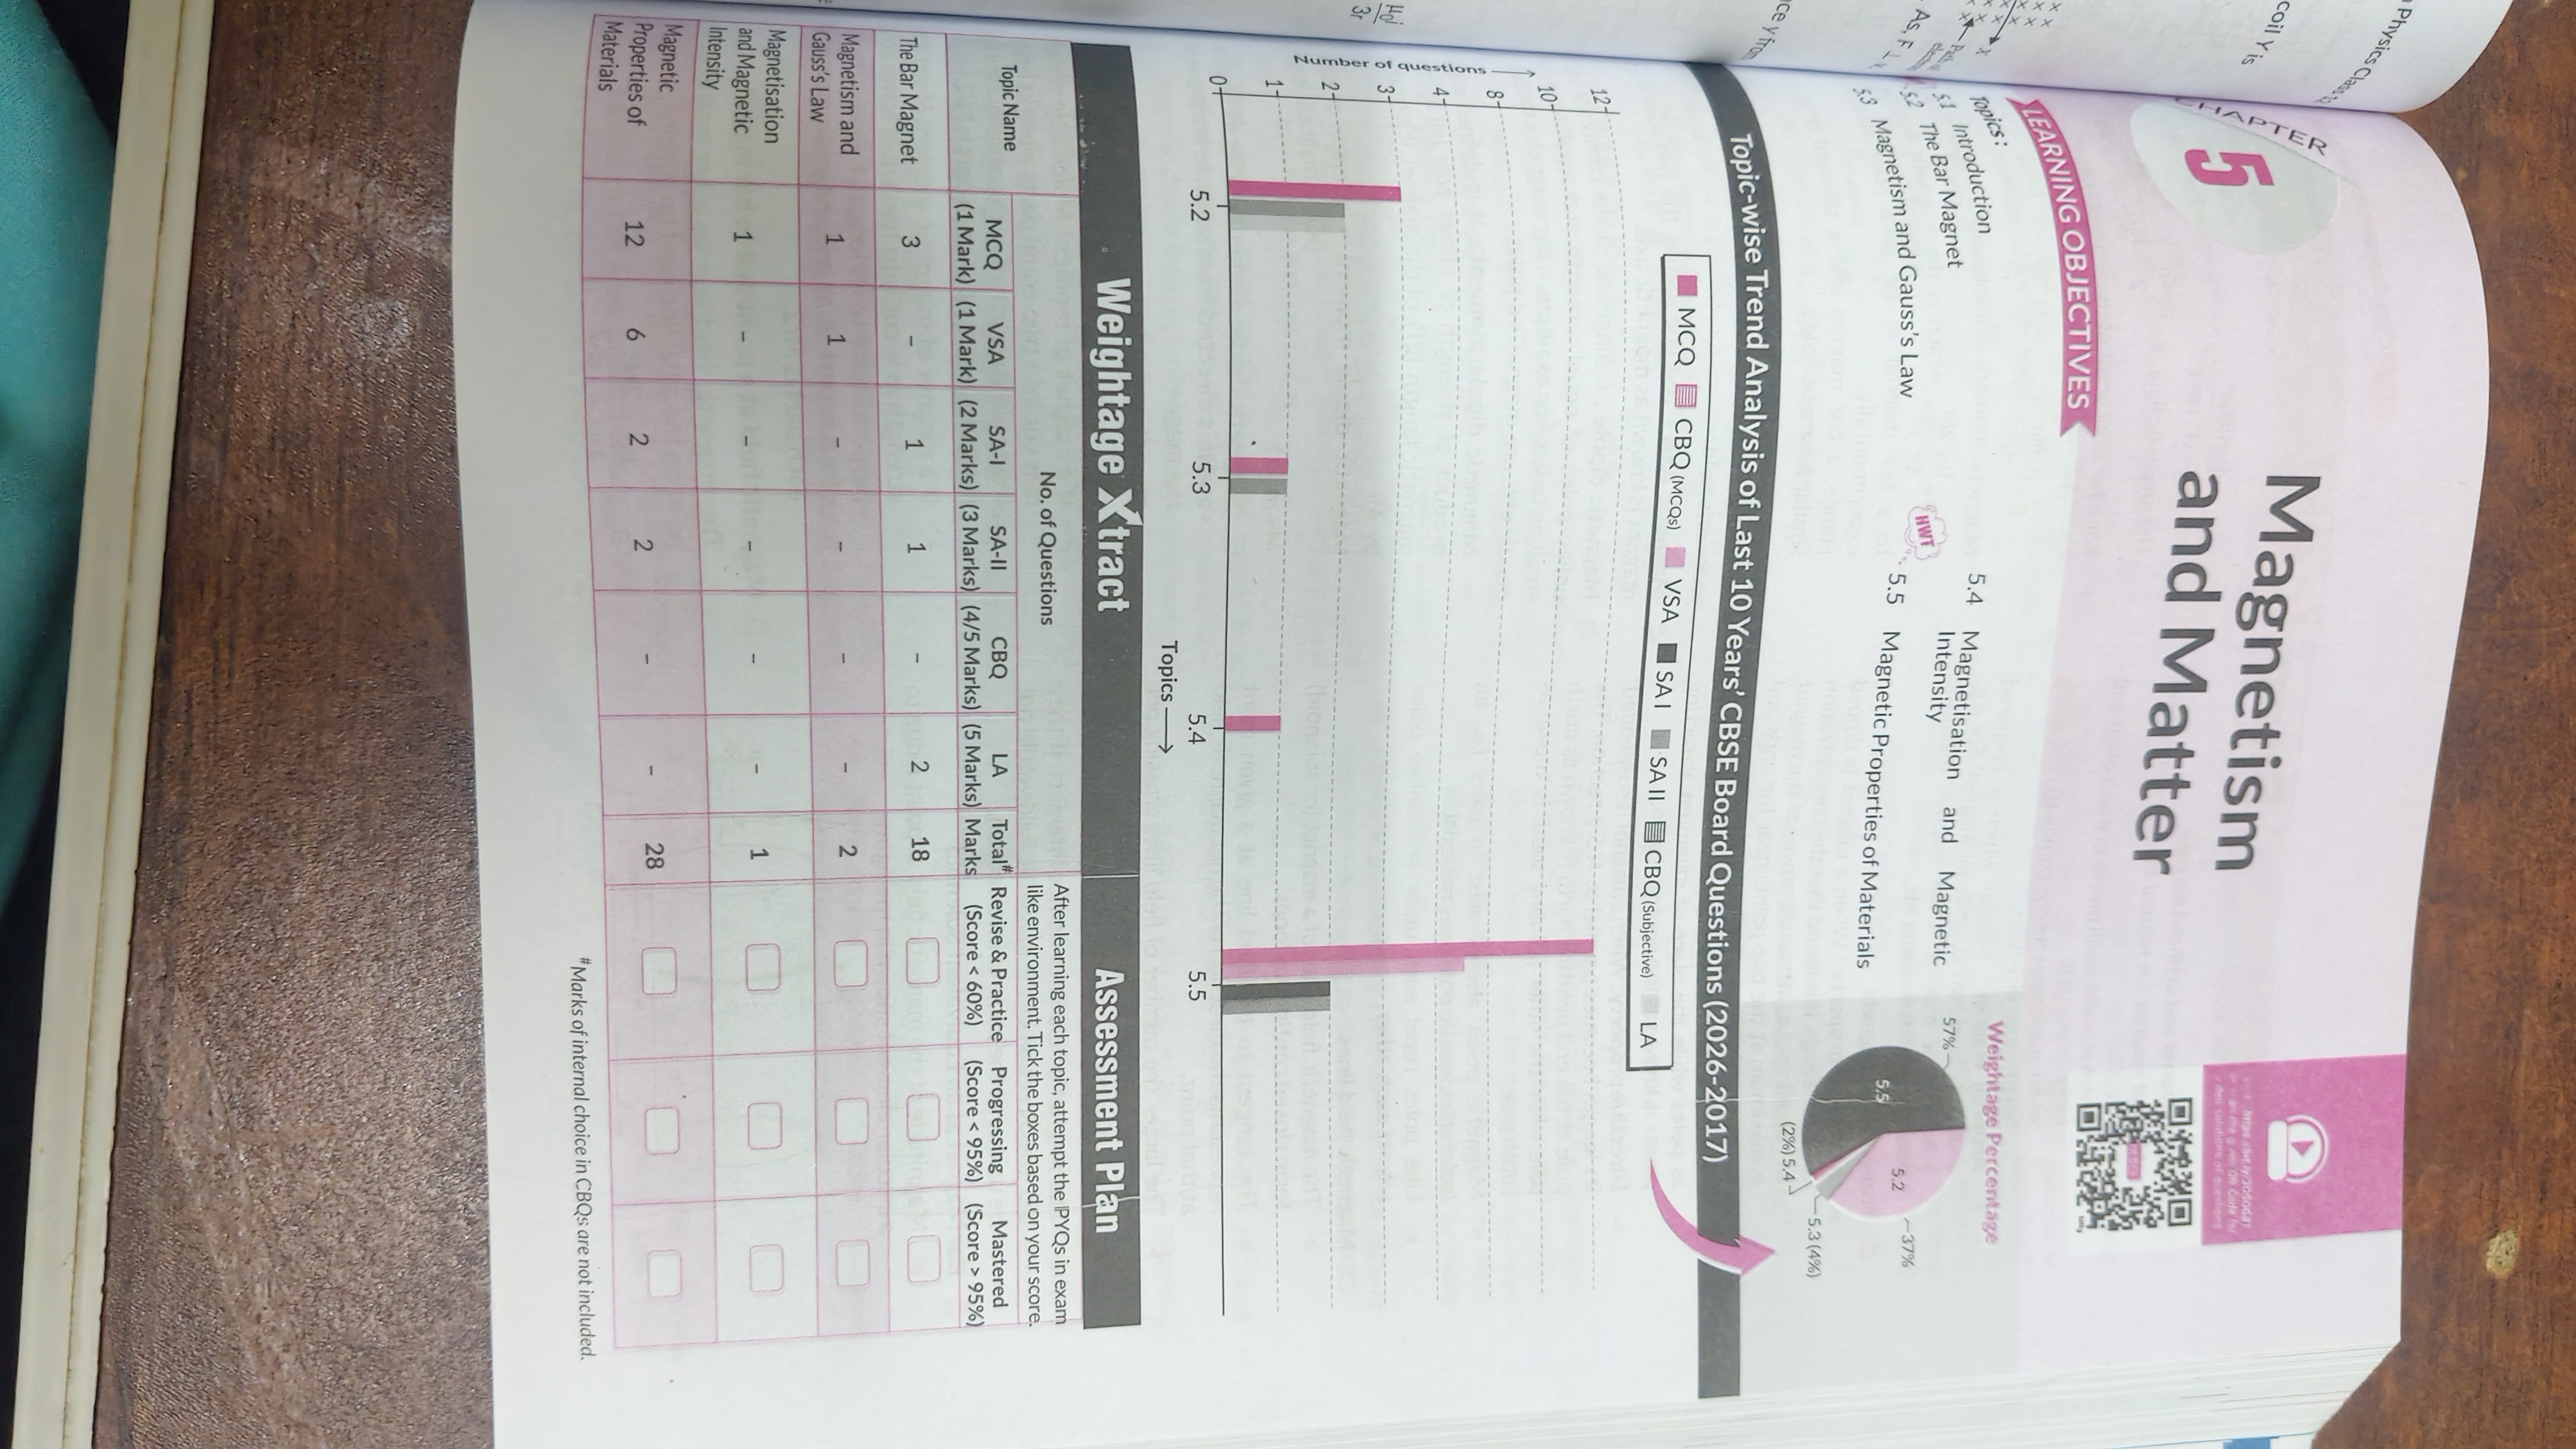 Physics Class 12
coil Y is
As, F
CHAPTER
5
Magnetism
and Matter
LEARNING OBJECTIVES
Topics:
5.1 Introduction
5.2 The Bar Magnet
5.3 Magnetism and Gauss's Law
HWT
5.4 Magnetisation and Magnetic
Intensity
5.5 Magnetic Properties of Materials
Weightage Percentage
57%
5.5
5.2
37%
5.3 (4%)
(2%) 5.4
Topic-wise Trend Analysis of Last 10 Years' CBSE Board Questions (2026-2017)
MCQ CBQ (MCQs) VSA SA I SA II CBQ (Subjective) LA
Number of questions →
12
10
8
4
3
2
1
0
5.2 5.3 5.4 5.5
Topics →
Weightage Xtract
Assessment Plan
Topic Name
No. of Questions
After learning each topic, attempt the PYQs in exam
like environment. Tick the boxes based on your score.
MCQ (1 Mark) VSA (1 Mark) SA-I (2 Marks) SA-II (3 Marks) CBQ (4/5 Marks) LA (5 Marks) Total# Marks Revise & Practice (Score < 60%) Progressing (Score < 95%) Mastered (Score > 95%)
The Bar Magnet 3 - 1 1 - 2 18
Magnetism and Gauss's Law 1 1 - - - - 2
Magnetisation and Magnetic Intensity 1 - - - - - 1
Magnetic Properties of Materials 12 6 2 2 - - 28
#Marks of internal choice in CBQs are not included.